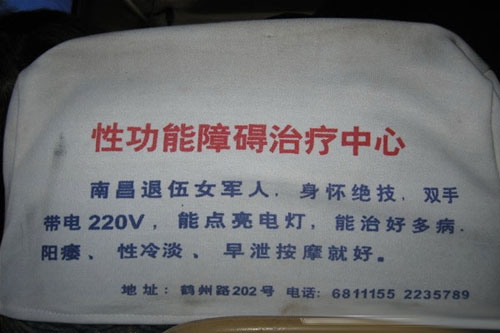 性功能障碍治疗中心
南昌退伍女军人，身怀绝技，双手
带电220V，能点亮电灯，能治好多病，
阳痿、性冷淡、早泄按摩就好。
地址：鹤州路202号 电话：6811155 2235789